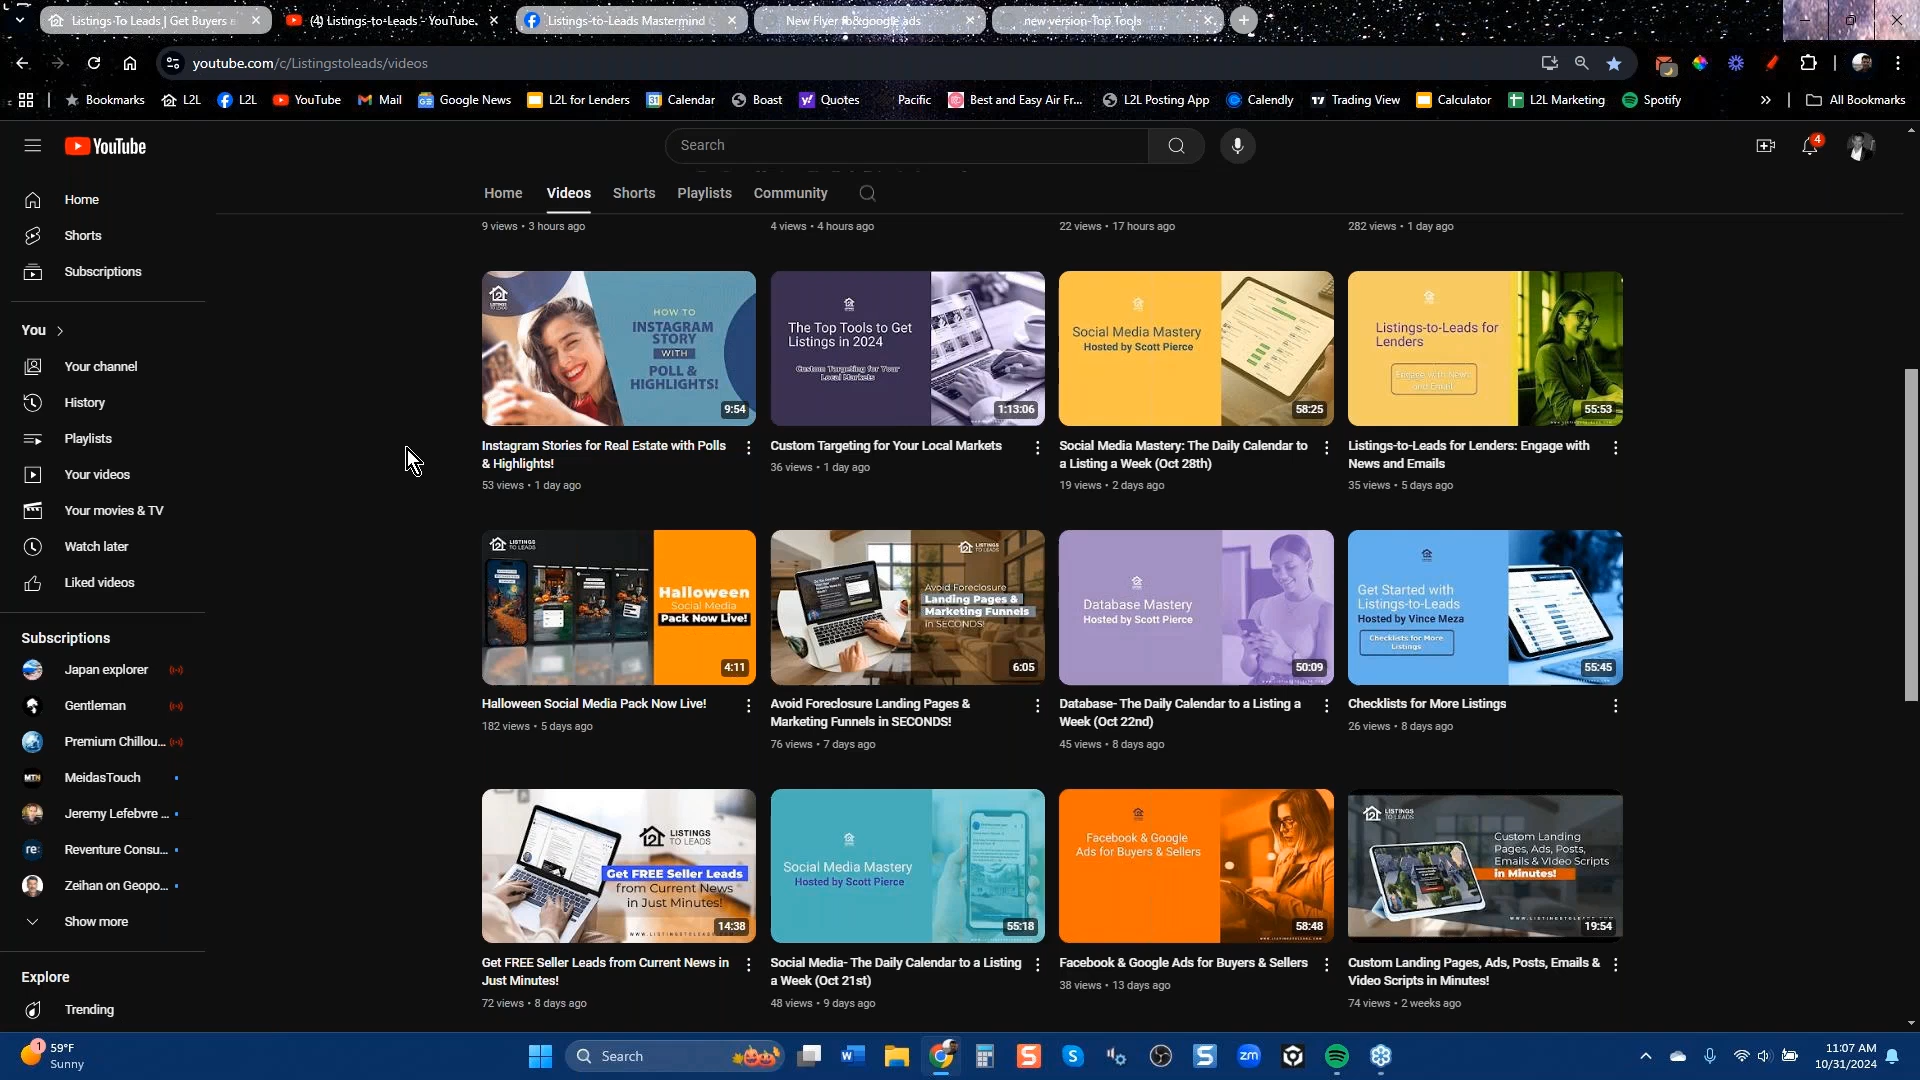 Listings-To Leads | Get Buyers a
(4) Listings-to-Leads - YouTube.
Listings-to-Leads Mastermind
New Flyer fb&google ads
new version-Top Tools
youtube.com/c/Listingstoleads/videos
Bookmarks
L2L
L2L
YouTube
Mail
Google News
L2L for Lenders
Calendar
Boast
Quotes
Pacific
Best and Easy Air Fr...
L2L Posting App
Calendly
Trading View
Calculator
L2L Marketing
Spotify
All Bookmarks
YouTube
Search
4
Home
Videos
Shorts
Playlists
Community
Home
Shorts
Subscriptions
You
Your channel
History
Playlists
Your videos
Your movies & TV
Watch later
Liked videos
Subscriptions
Japan explorer
Gentleman
Premium Chillou...
MeidasTouch
Jeremy Lefebvre ...
Reventure Consu...
Zeihan on Geopo...
Show more
Explore
Trending
9 views • 3 hours ago
4 views • 4 hours ago
22 views • 17 hours ago
282 views • 1 day ago
HOW TO
INSTAGRAM
STORY
WITH
POLL &
HIGHLIGHTS!
9:54
The Top Tools to Get
Listings in 2024
Custom Targeting for Your
Local Markets
1:13:06
Social Media Mastery
Hosted by Scott Pierce
58:25
Listings-to-Leads for
Lenders
Engage with News
and Email
55:53
Instagram Stories for Real Estate with Polls
& Highlights!
53 views • 1 day ago
Custom Targeting for Your Local Markets
36 views • 1 day ago
Social Media Mastery: The Daily Calendar to
a Listing a Week (Oct 28th)
19 views • 2 days ago
Listings-to-Leads for Lenders: Engage with
News and Emails
35 views • 5 days ago
LISTINGS
TO LEADS
Halloween
Social Media
Pack Now Live!
4:11
LISTINGS
TO LEADS
Avoid Foreclosure
Landing Pages &
Marketing Funnels
in SECONDS!
6:05
Database Mastery
Hosted by Scott Pierce
50:09
Get Started with
Listings-to-Leads
Hosted by Vince Meza
Checklists for More
Listings
55:45
Halloween Social Media Pack Now Live!
182 views • 5 days ago
Avoid Foreclosure Landing Pages &
Marketing Funnels in SECONDS!
76 views • 7 days ago
Database- The Daily Calendar to a Listing a
Week (Oct 22nd)
45 views • 8 days ago
Checklists for More Listings
26 views • 8 days ago
LISTINGS
TO LEADS
Get FREE Seller Leads
from Current News
in Just Minutes!
14:38
Social Media Mastery
Hosted by Scott Pierce
55:18
Facebook & Google
Ads for Buyers & Sellers
58:48
LISTINGS
TO LEADS
Custom Landing
Pages, Ads, Posts,
Emails & Video Scripts
in Minutes!
19:54
Get FREE Seller Leads from Current News in
Just Minutes!
72 views • 8 days ago
Social Media- The Daily Calendar to a Listing
a Week (Oct 21st)
48 views • 9 days ago
Facebook & Google Ads for Buyers & Sellers
38 views • 13 days ago
Custom Landing Pages, Ads, Posts, Emails &
Video Scripts in Minutes!
74 views • 2 weeks ago
1
59°F
Sunny
Search
11:07 AM
10/31/2024